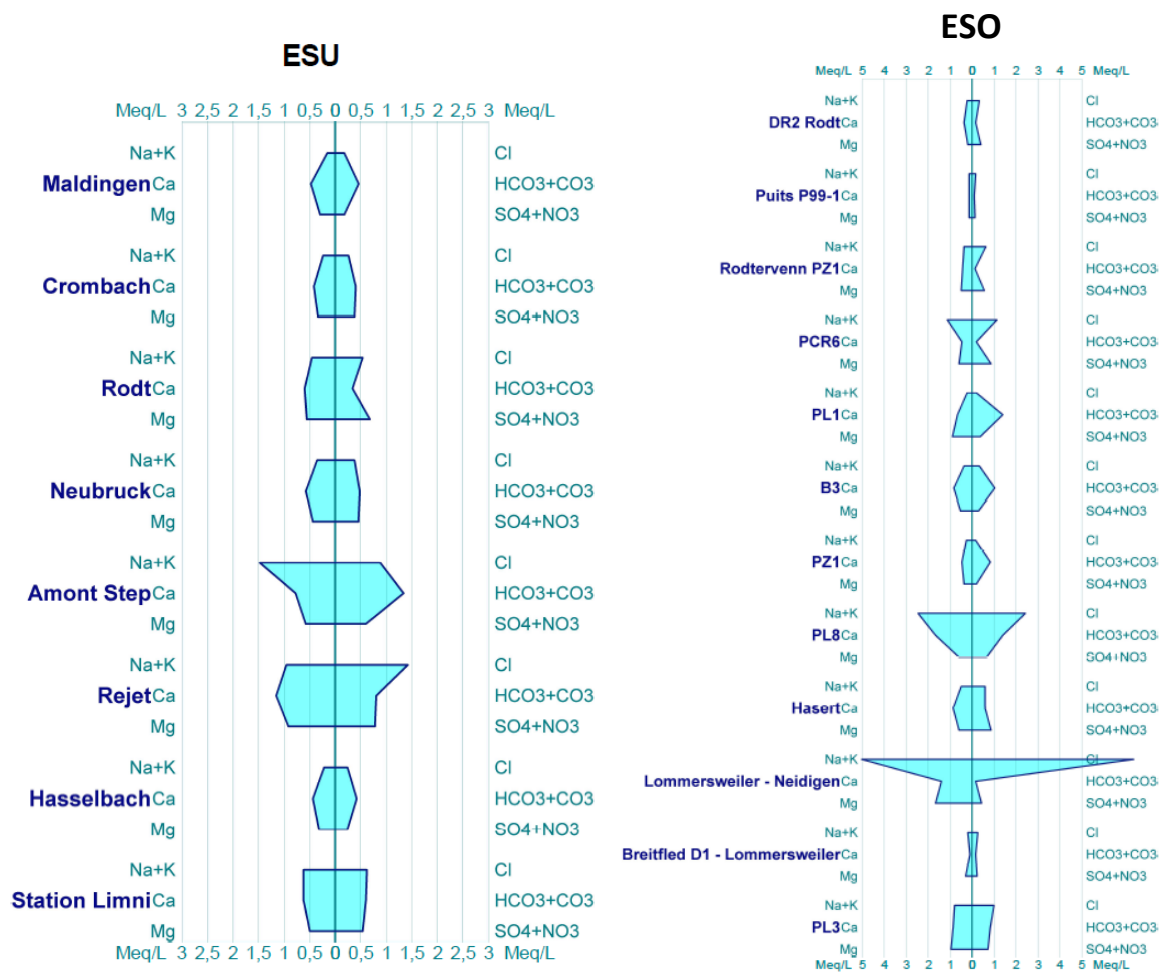 ESU
Meq/L 3 2,5 2 1,5 1 0,5 0 0,5 1 1,5 2 2,5 3 Meq/L
Na+K Cl
Maldingen Ca HCO3+CO3
Mg SO4+NO3
Na+K Cl
Crombach Ca HCO3+CO3
Mg SO4+NO3
Na+K Cl
Rodt Ca HCO3+CO3
Mg SO4+NO3
Na+K Cl
Neubruck Ca HCO3+CO3
Mg SO4+NO3
Na+K Cl
Amont Step Ca HCO3+CO3
Mg SO4+NO3
Na+K Cl
Rejet Ca HCO3+CO3
Mg SO4+NO3
Na+K Cl
Hasselbach Ca HCO3+CO3
Mg SO4+NO3
Na+K Cl
Station Limni Ca HCO3+CO3
Mg SO4+NO3
Meq/L 3 2,5 2 1,5 1 0,5 0 0,5 1 1,5 2 2,5 3 Meq/L
ESO
Meq/L 5 4 3 2 1 0 1 2 3 4 5 Meq/L
Na+K Cl
DR2 Rodt Ca HCO3+CO3
Mg SO4+NO3
Na+K Cl
Puits P99-1 Ca HCO3+CO3
Mg SO4+NO3
Na+K Cl
Rodtervenn PZ1 Ca HCO3+CO3
Mg SO4+NO3
Na+K Cl
PCR6 Ca HCO3+CO3
Mg SO4+NO3
Na+K Cl
PL1 Ca HCO3+CO3
Mg SO4+NO3
Na+K Cl
B3 Ca HCO3+CO3
Mg SO4+NO3
Na+K Cl
PZ1 Ca HCO3+CO3
Mg SO4+NO3
Na+K Cl
PL8 Ca HCO3+CO3
Mg SO4+NO3
Na+K Cl
Hasert Ca HCO3+CO3
Mg SO4+NO3
Na+K Cl
Lommersweiler - Neidigen Ca HCO3+CO3
Mg SO4+NO3
Na+K Cl
Breitfled D1 - Lommersweiler Ca HCO3+CO3
Mg SO4+NO3
Na+K Cl
PL3 Ca HCO3+CO3
Mg SO4+NO3
Meq/L 5 4 3 2 1 0 1 2 3 4 5 Meq/L